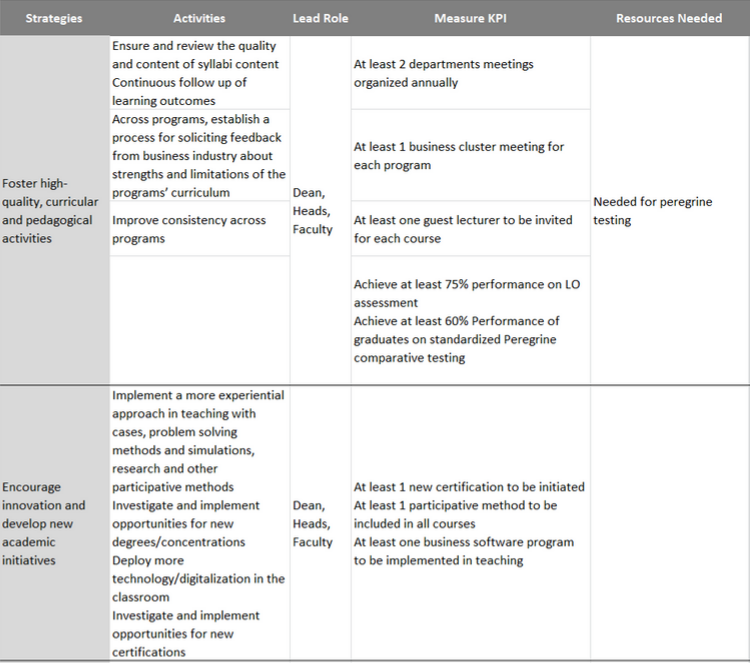 Strategies
Activities
Lead Role
Measure KPI
Resources Needed
Foster high-
quality, curricular
and pedagogical
activities
Ensure and review the quality
and content of syllabi content
Continuous follow up of
learning outcomes
Across programs, establish a
process for soliciting feedback
from business industry about
strengths and limitations of the
programs’ curriculum
Improve consistency across
programs
Dean,
Heads,
Faculty
At least 2 departments meetings
organized annually
At least 1 business cluster meeting for
each program
At least one guest lecturer to be invited
for each course
Achieve at least 75% performance on LO
assessment
Achieve at least 60% Performance of
graduates on standardized Peregrine
comparative testing
Needed for peregrine
testing
Encourage
innovation and
develop new
academic
initiatives
Implement a more experiential
approach in teaching with
cases, problem solving
methods and simulations,
research and other
participative methods
Investigate and implement
opportunities for new
degrees/concentrations
Deploy more
technology/digitalization in the
classroom
Investigate and implement
opportunities for new
certifications
Dean,
Heads,
Faculty
At least 1 new certification to be initiated
At least 1 participative method to be
included in all courses
At least one business software program
to be implemented in teaching